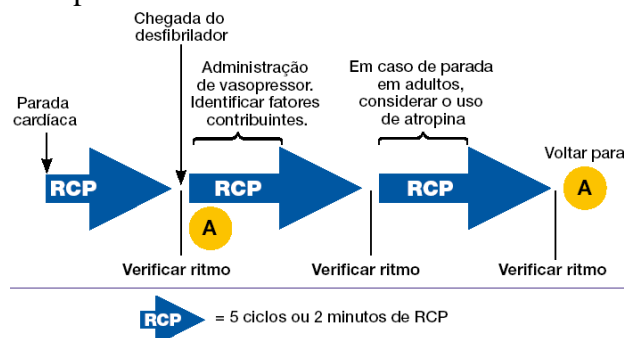 Chegada do
desfibrilador
Administração
de vasopressor.
Identificar fatores
contribuintes.
Em caso de parada
em adultos,
considerar o uso
de atropina
Parada
cardíaca
Voltar para
RCP
RCP
RCP
A
A
Verificar ritmo
Verificar ritmo
Verificar ritmo
RCP = 5 ciclos ou 2 minutos de RCP